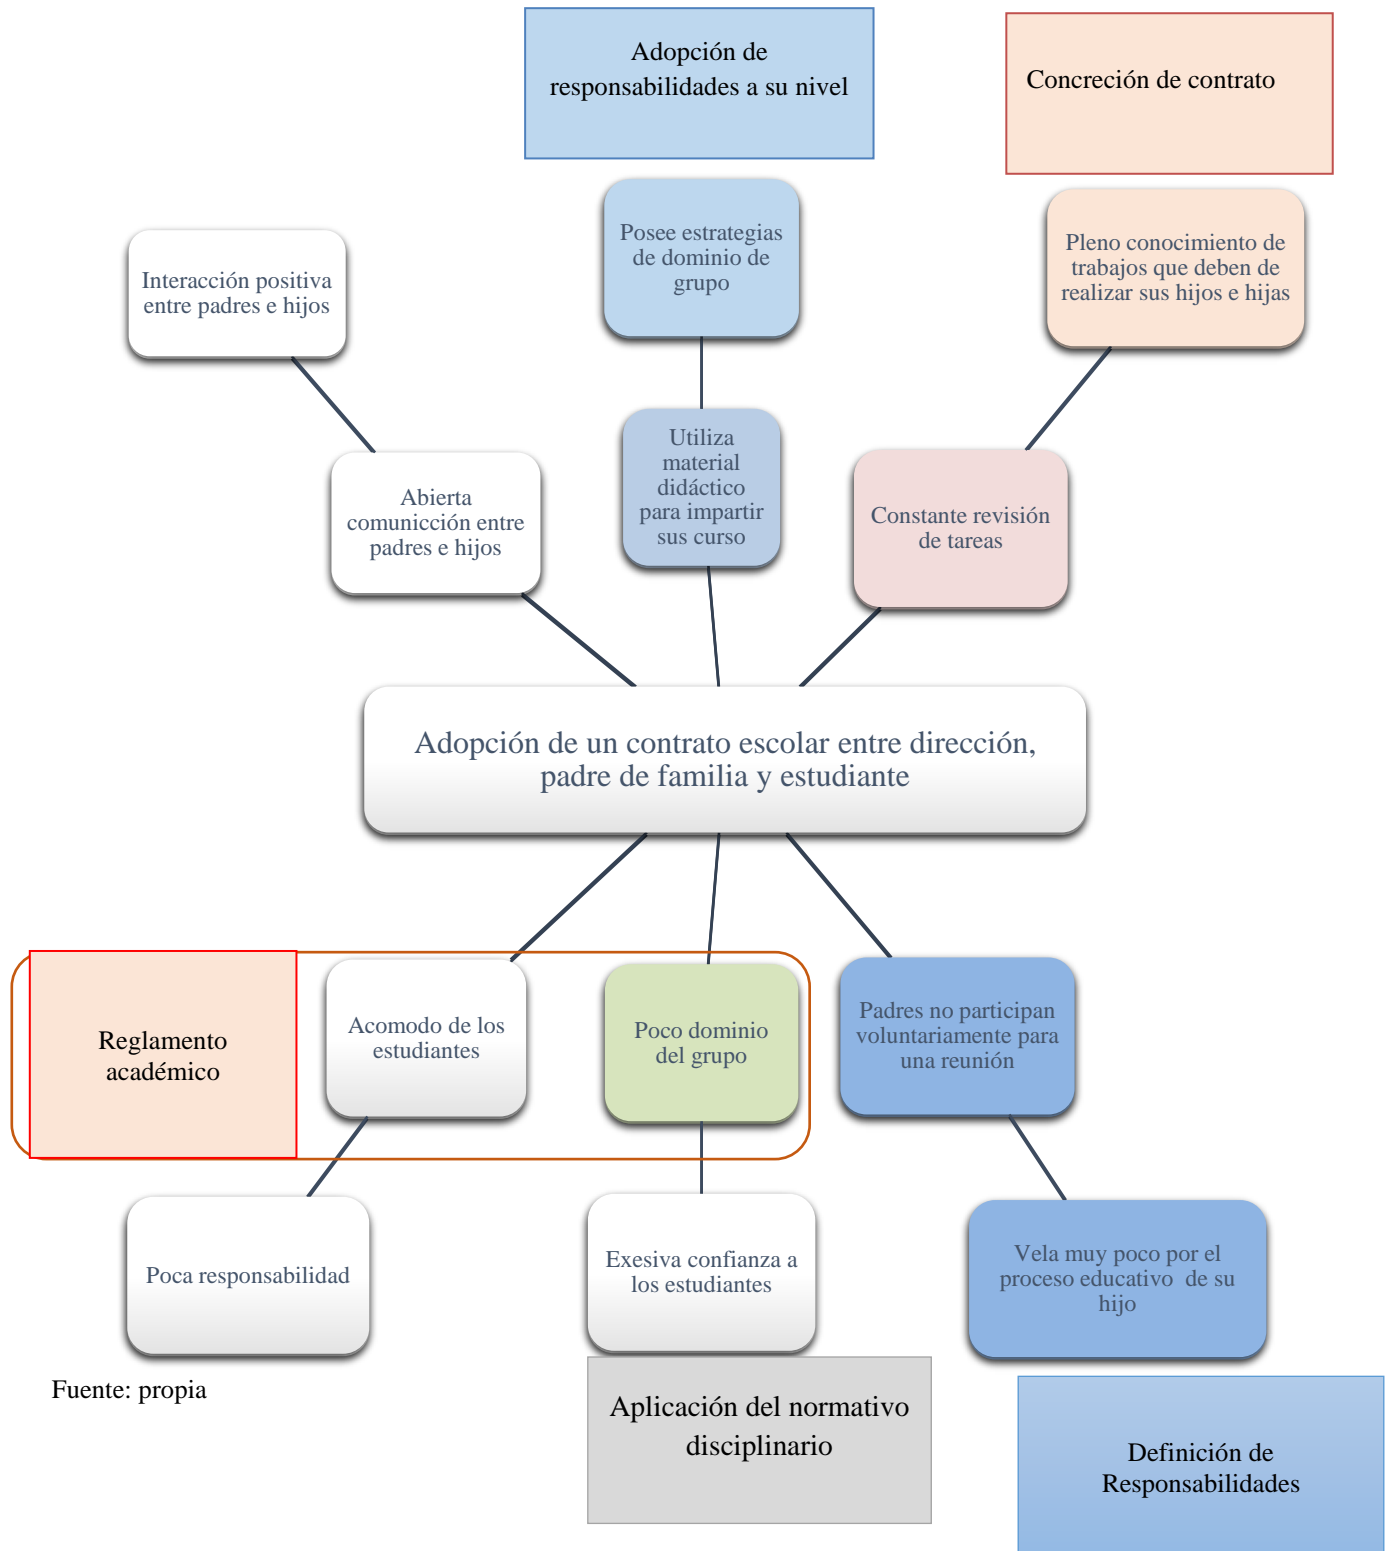 Adopción de
responsabilidades a su nivel
Concreción de contrato
Posee estrategias
de dominio de
grupo
Pleno conocimiento de
trabajos que deben de
realizar sus hijos e hijas
Interacción positiva
entre padres e hijos
Utiliza
material
didáctico
para impartir
sus curso
Abierta
comunicción entre
padres e hijos
Constante revisión
de tareas
Adopción de un contrato escolar entre dirección,
padre de familia y estudiante
Reglamento
académico
Acomodo de los
estudiantes
Poco dominio
del grupo
Padres no participan
voluntariamente para
una reunión
Poca responsabilidad
Exesiva confianza a
los estudiantes
Vela muy poco por el
proceso educativo  de su
hijo
Fuente: propia
Aplicación del normativo
disciplinario
Definición de
Responsabilidades